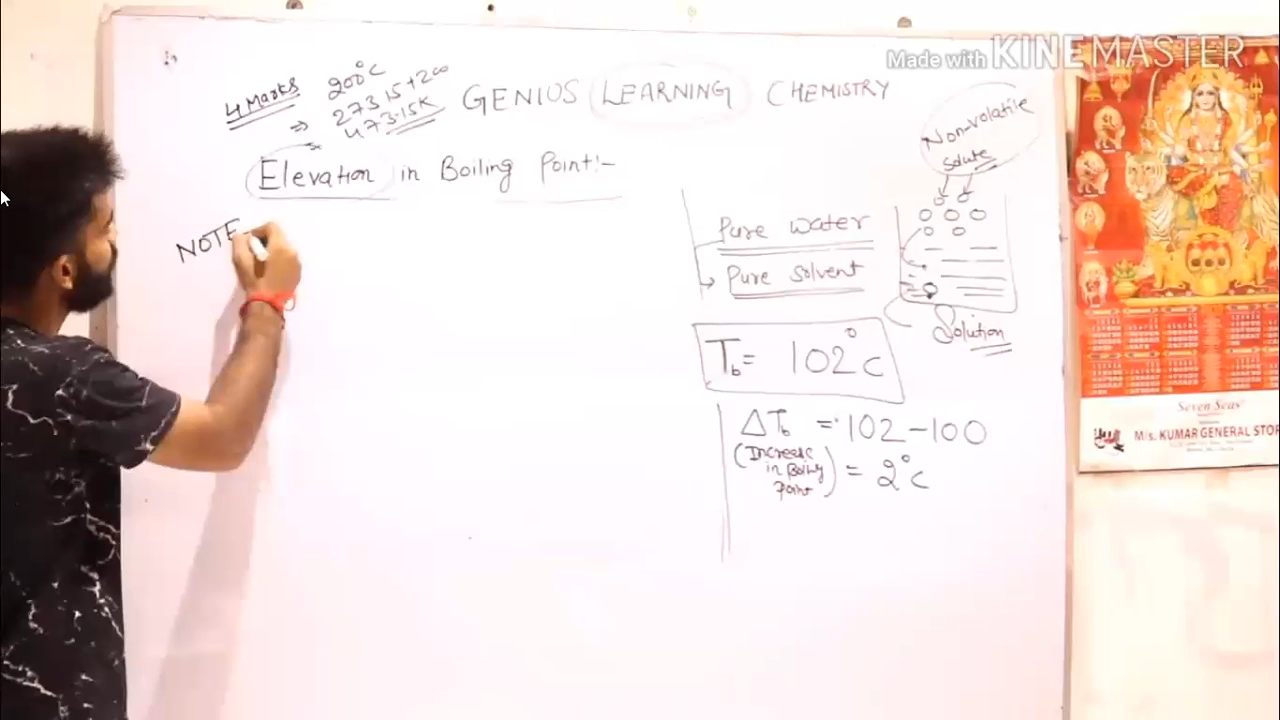 Made with KINEMASTER
4 Marks
200°C
⇒ 273.15+200
473.15K
GENIOUS LEARNING CHEMISTRY
Elevation in Boiling Point:-
NOTE
Non-volatile
solute
Pure water
Pure solvent
Solution
Tb= 102°C
ΔTb = 102-100
(Increase in Boiling Point) = 2°C
Seven Seas
M/s. KUMAR GENERAL STOR